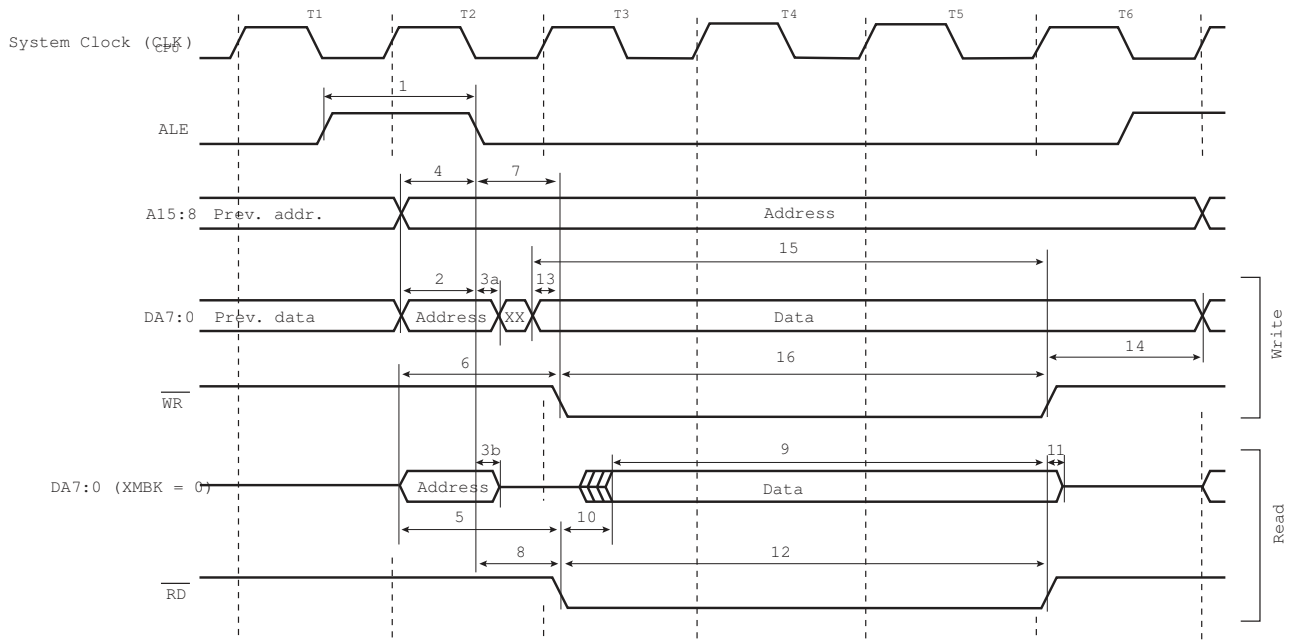 T1 T2 T3 T4 T5 T6
System Clock (CLK CPU)
1
ALE
4 7
A15:8 Prev. addr. Address
15
2 3a 13
DA7:0 Prev. data Address XX Data
14
6 16
WR
Write
3b 9 11
DA7:0 (XMBK = 0) Address Data
5 10
8 12
RD
Read